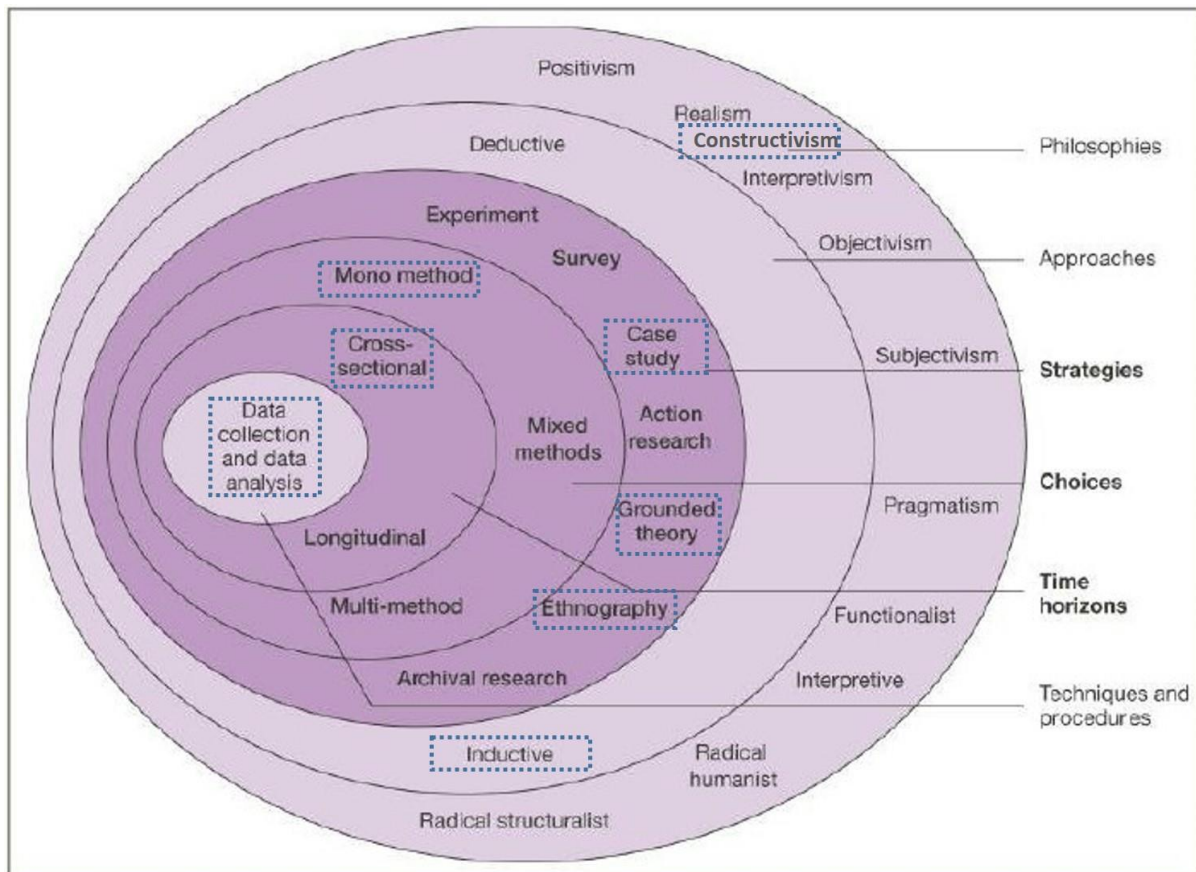 Positivism
Realism
Constructivism
Philosophies
Deductive
Interpretivism
Experiment
Objectivism
Survey
Approaches
Mono method
Case
study
Cross-
sectional
Subjectivism
Strategies
Data
collection
and data
analysis
Mixed
methods
Action
research
Choices
Grounded
theory
Pragmatism
Longitudinal
Time
horizons
Multi-method
Ethnography
Functionalist
Archival research
Interpretive
Techniques and
procedures
Inductive
Radical
humanist
Radical structuralist